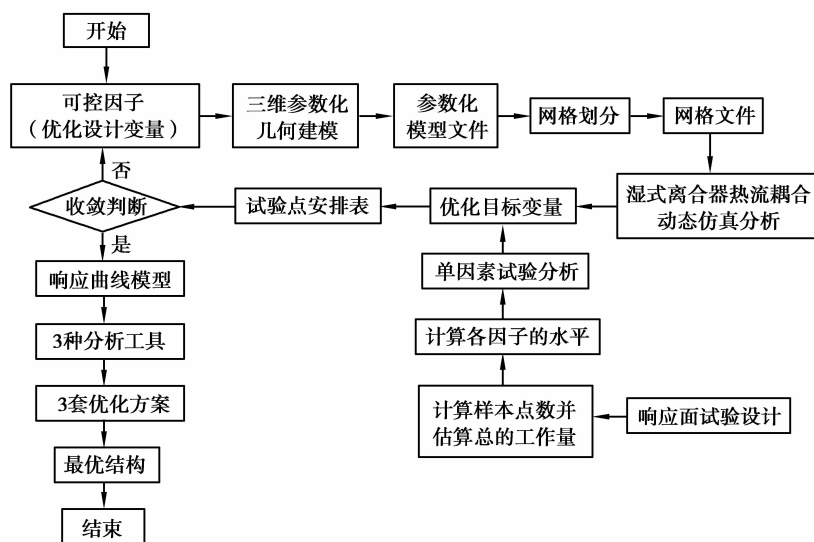 开始
可控因子
（优化设计变量）
三维参数化
几何建模
参数化
模型文件
网格划分
网格文件
湿式离合器热流耦合
动态仿真分析
优化目标变量
试验点安排表
收敛判断
否
是
响应曲线模型
3种分析工具
3套优化方案
最优结构
结束
单因素试验分析
计算各因子的水平
计算样本点数并
估算总的工作量
响应面试验设计